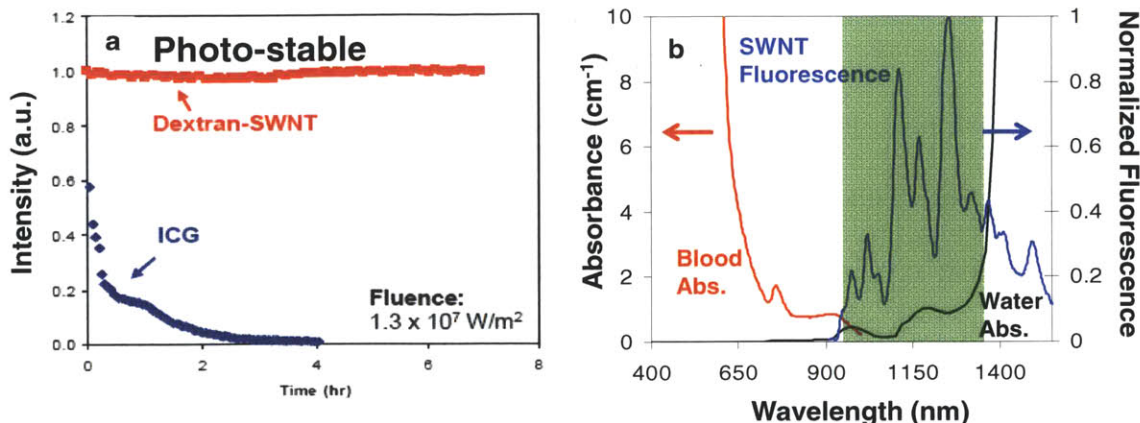 a
Photo-stable
Dextran-SWNT
ICG
Fluence:
1.3 x 10⁷ W/m²
Intensity (a.u.)
1.2
1.0
0.8
0.6
0.4
0.2
0.0
0 2 4 6 8
Time (hr)
b
SWNT
Fluorescence
Blood
Abs.
Water
Abs.
Absorbance (cm⁻¹)
10
8
6
4
2
0
400 650 900 1150 1400
Wavelength (nm)
1
0.8
0.6
0.4
0.2
0
Normalized Fluorescence